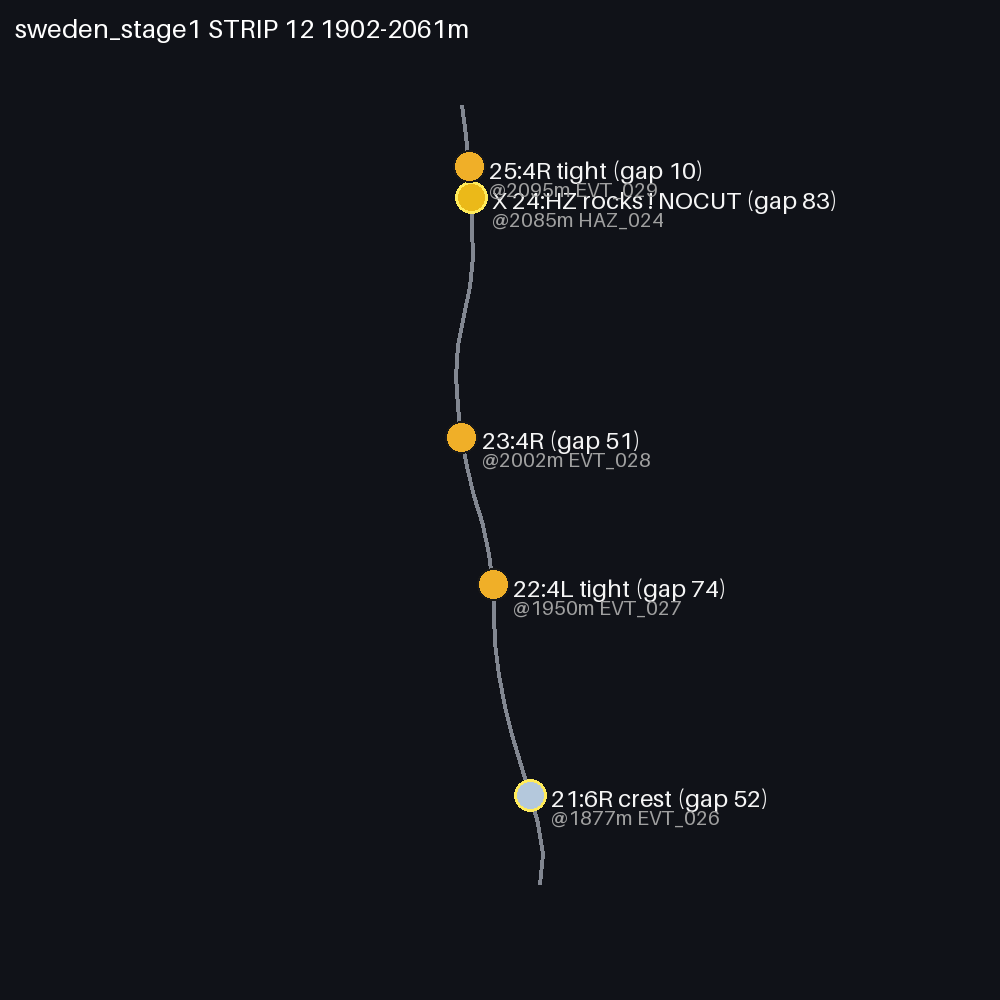 sweden_stage1 STRIP 12 1902-2061m
25:4R tight (gap 10)
@2095m EVT_029
X 24:HZ rocks ! NOCUT (gap 83)
@2085m HAZ_024
23:4R (gap 51)
@2002m EVT_028
22:4L tight (gap 74)
@1950m EVT_027
21:6R crest (gap 52)
@1877m EVT_026